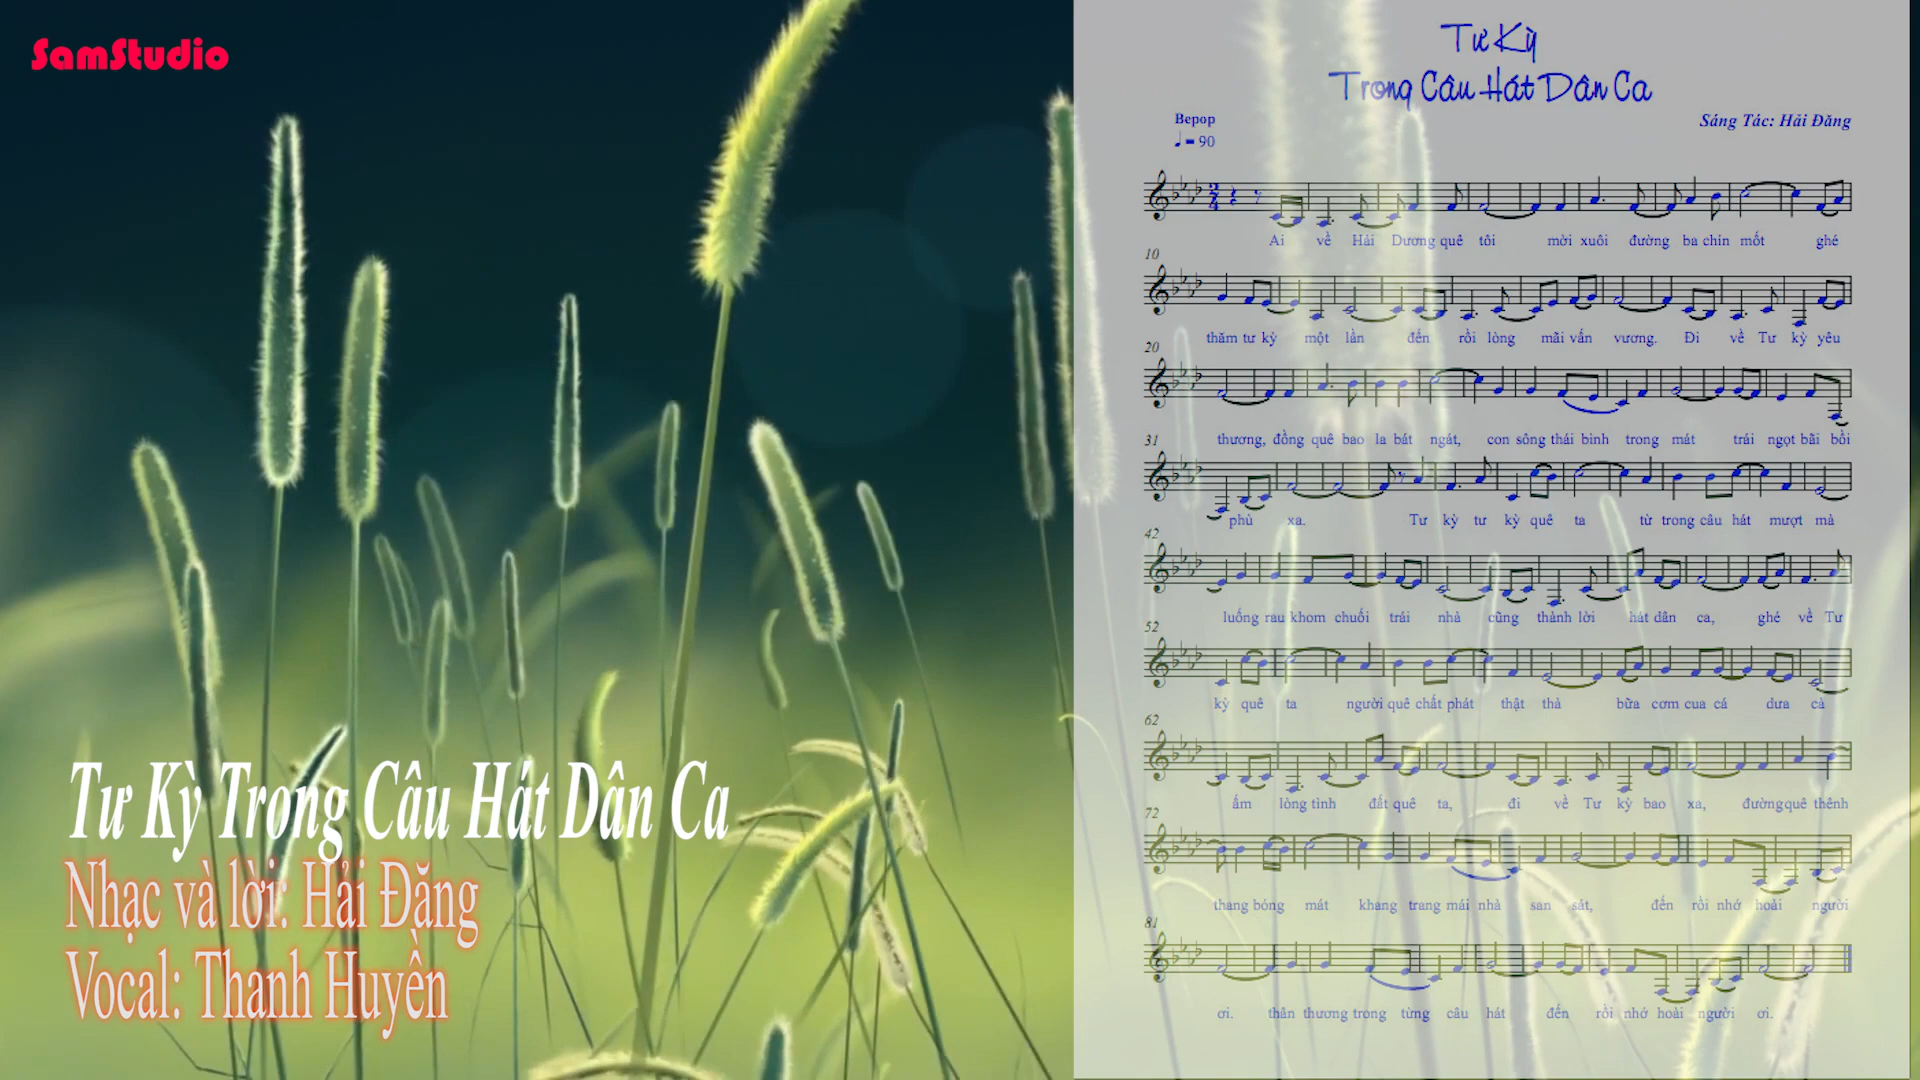 SamStudio
Tư Kỳ Trong Câu Hát Dân Ca
Nhạc và lời: Hải Đăng
Vocal: Thanh Huyền
Tư Kỳ
Trong Câu Hát Dân Ca
Bepop
♩ = 90
Sáng Tác: Hải Đăng
2
4
Ai về Hải Dương quê tôi mời xuôi đường ba chín mốt ghé
10
thăm tư kỳ một lần đến rồi lòng mãi vấn vương. Đi về Tư kỳ yêu
20
thương, đồng quê bao la bát ngát, con sông thái bình trong mát trái ngọt bãi bồi
31
phù xa. Tư kỳ tư kỳ quê ta từ trong câu hát mượt mà
42
luống rau khom chuối trái nhà cũng thành lời hát dân ca, ghé về Tư
52
kỳ quê ta người quê chất phát thật thà bữa cơm cua cá dưa cà
62
ấm lòng tình đất quê ta, đi về Tư kỳ bao xa, đường quê thênh
72
thang bóng mát khang trang mái nhà san sát, đến rồi nhớ hoài người
81
ơi. thân thương trong từng câu hát đến rồi nhớ hoài người ơi.